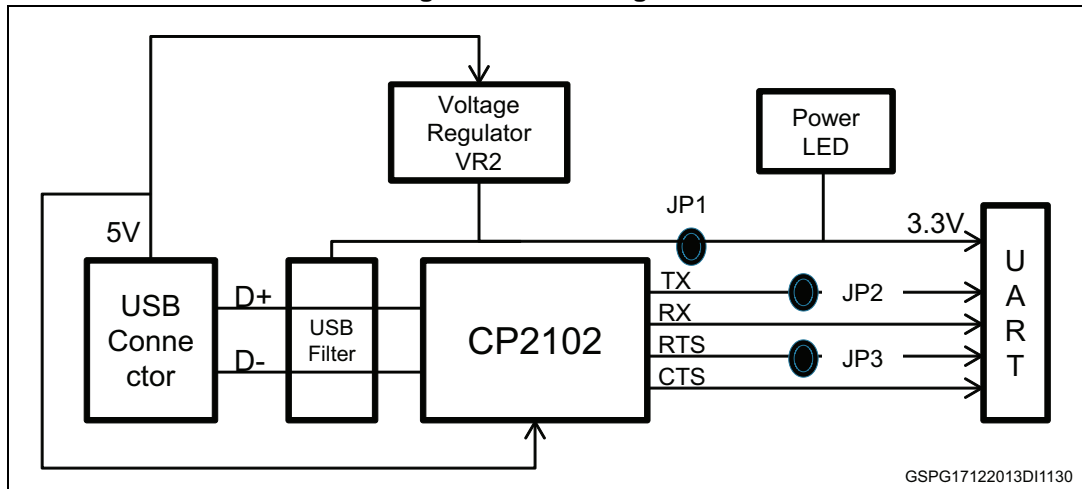 Voltage
Regulator
VR2
Power
LED
JP1
5V
3.3V
USB
Conne
ctor
D+
D-
USB
Filter
CP2102
TX
RX
RTS
CTS
JP2
JP3
U
A
R
T
GSPG17122013DI1130